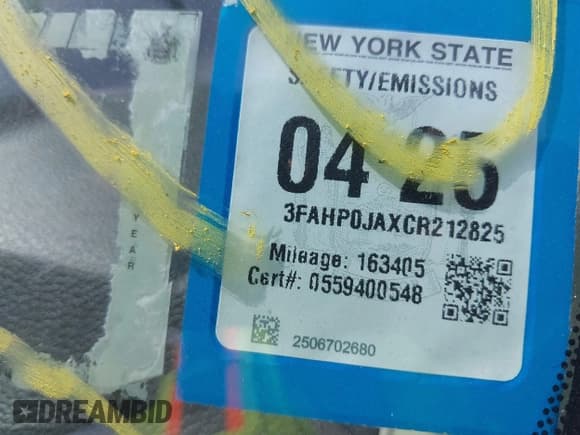 NEW YORK STATE
SAFETY/EMISSIONS
04 25
3FAHP0JAXCR212825
Mileage: 163405
Cert#: 0559400548
2506702680
YEAR
DREAMBID